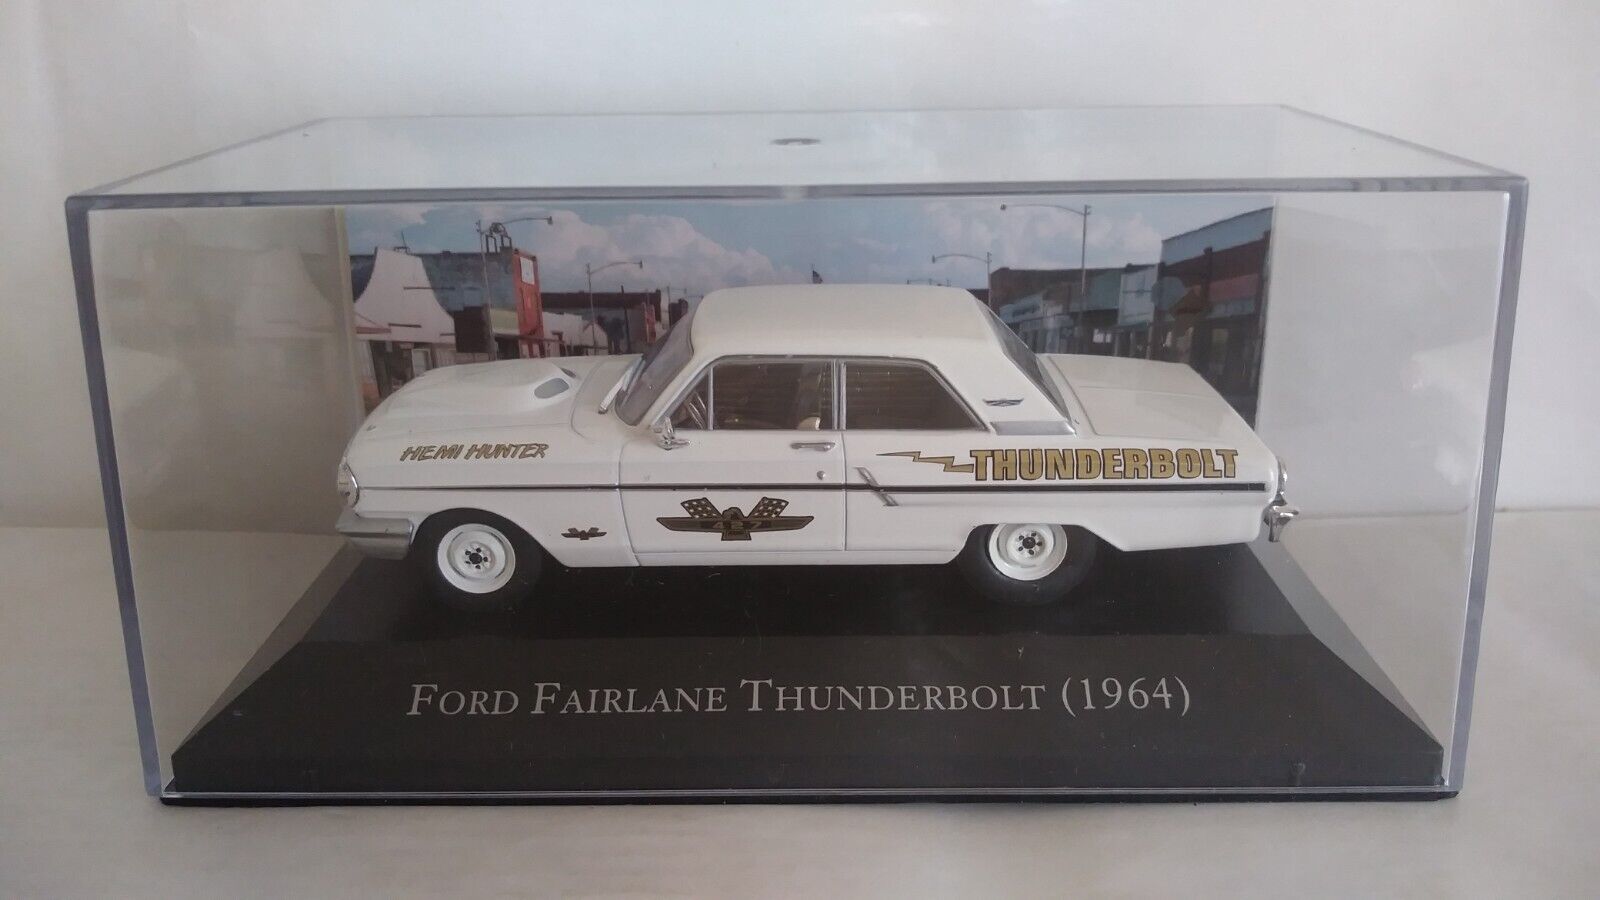 HEMI HUNTER
THUNDERBOLT
427
FORD FAIRLANE THUNDERBOLT (1964)